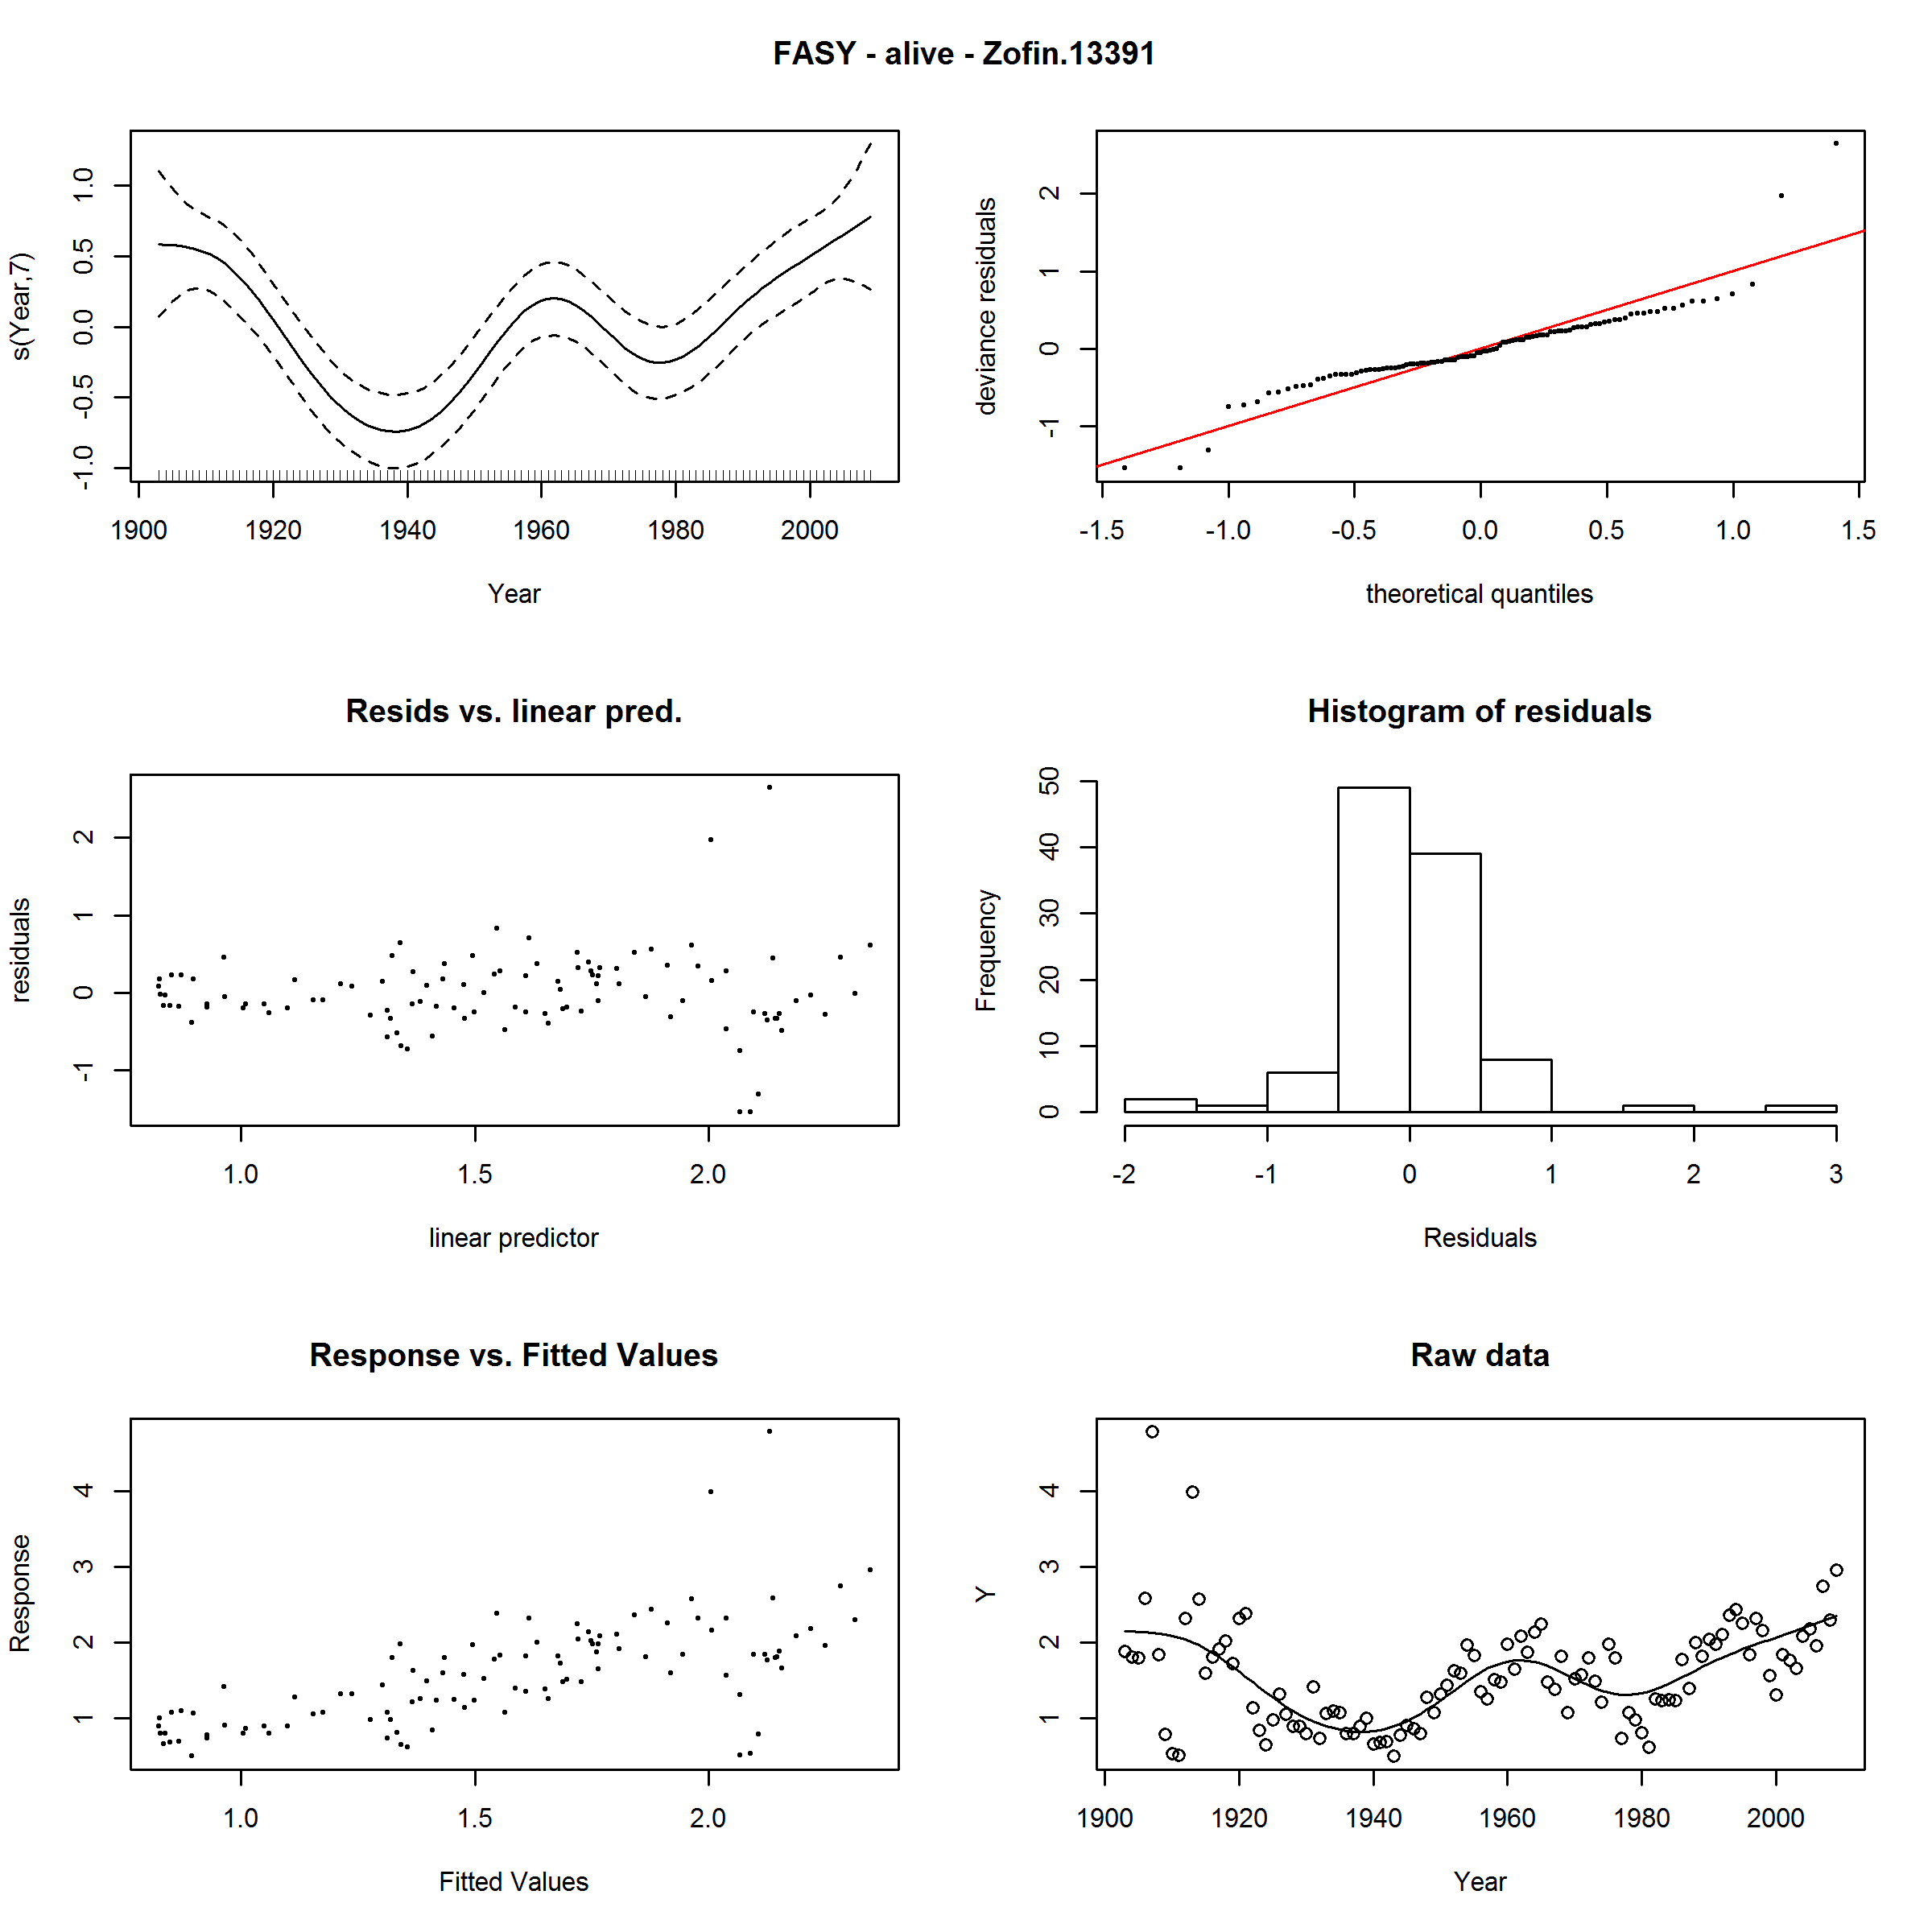 FASY - alive - Zofin.13391
s(Year,7)
-1.0 -0.5 0.0 0.5 1.0
1900 1920 1940 1960 1980 2000
Year
deviance residuals
-1 0 1 2
-1.5 -1.0 -0.5 0.0 0.5 1.0 1.5
theoretical quantiles
Resids vs. linear pred.
residuals
-1 0 1 2
1.0 1.5 2.0
linear predictor
Histogram of residuals
Frequency
0 10 20 30 40 50
-2 -1 0 1 2 3
Residuals
Response vs. Fitted Values
Response
1 2 3 4
1.0 1.5 2.0
Fitted Values
Raw data
Y
1 2 3 4
1900 1920 1940 1960 1980 2000
Year